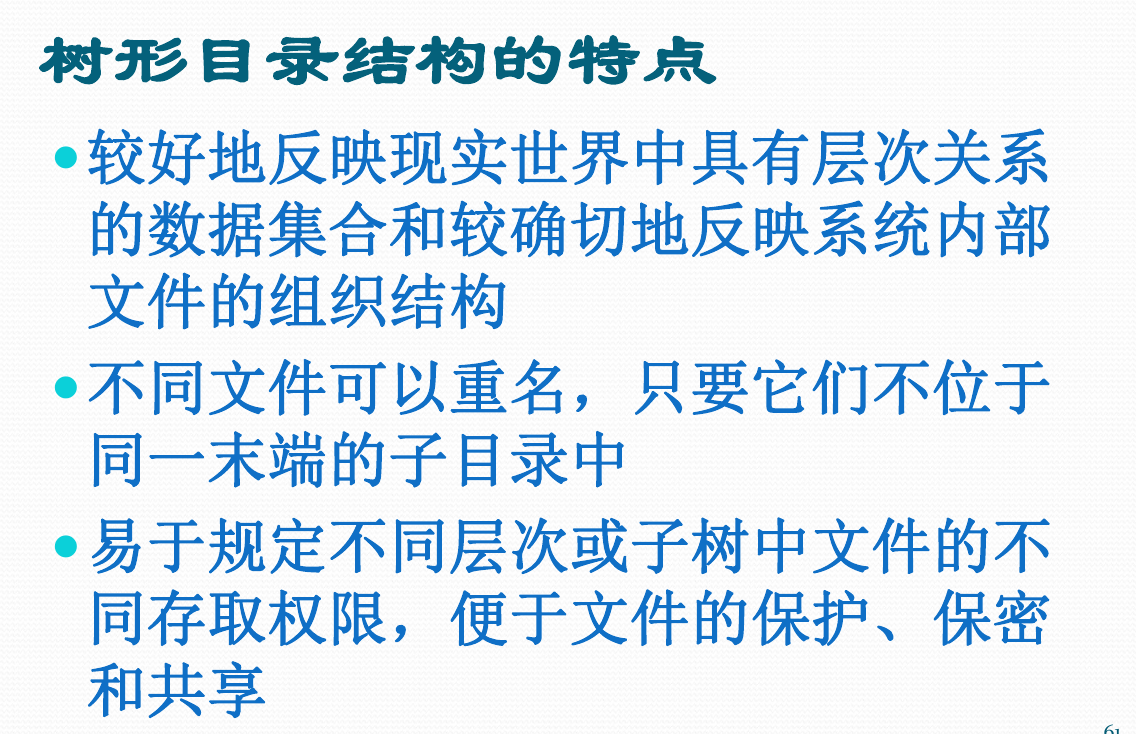 树形目录结构的特点
•较好地反映现实世界中具有层次关系
的数据集合和较确切地反映系统内部
文件的组织结构
•不同文件可以重名，只要它们不位于
同一末端的子目录中
•易于规定不同层次或子树中文件的不
同存取权限，便于文件的保护、保密
和共享